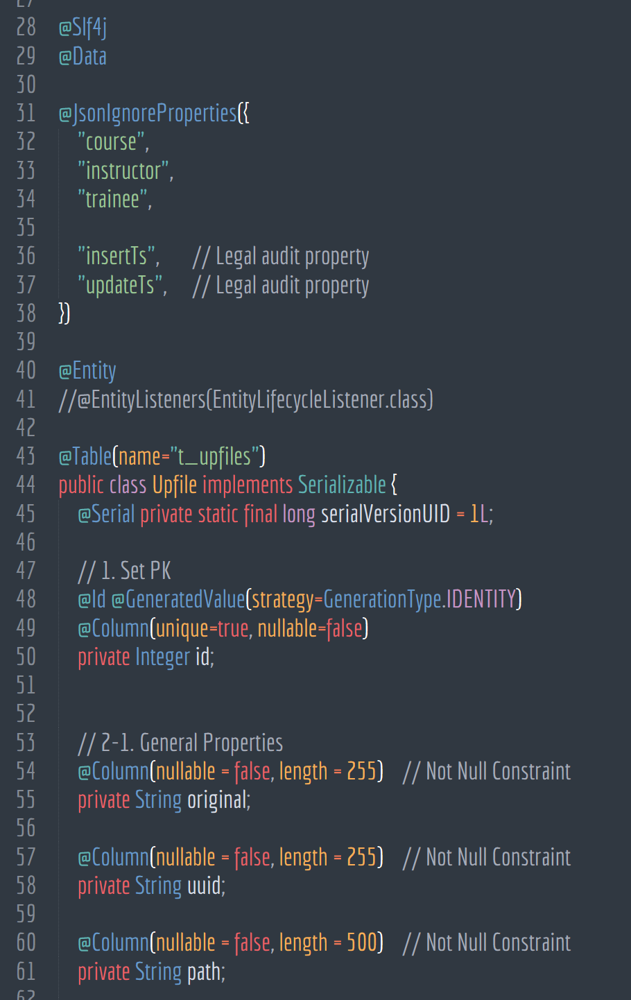 27
28 @Slf4j
29 @Data
30
31 @JsonIgnoreProperties({
32 "course",
33 "instructor",
34 "trainee",
35
36 "insertTs", // Legal audit property
37 "updateTs", // Legal audit property
38 })
39
40 @Entity
41 //@EntityListeners(EntityLifecycleListener.class)
42
43 @Table(name="t_upfiles")
44 public class Upfile implements Serializable {
45 @Serial private static final long serialVersionUID = 1L;
46
47 // 1. Set PK
48 @Id @GeneratedValue(strategy=GenerationType.IDENTITY)
49 @Column(unique=true, nullable=false)
50 private Integer id;
51
52
53 // 2-1. General Properties
54 @Column(nullable = false, length = 255) // Not Null Constraint
55 private String original;
56
57 @Column(nullable = false, length = 255) // Not Null Constraint
58 private String uuid;
59
60 @Column(nullable = false, length = 500) // Not Null Constraint
61 private String path;
62